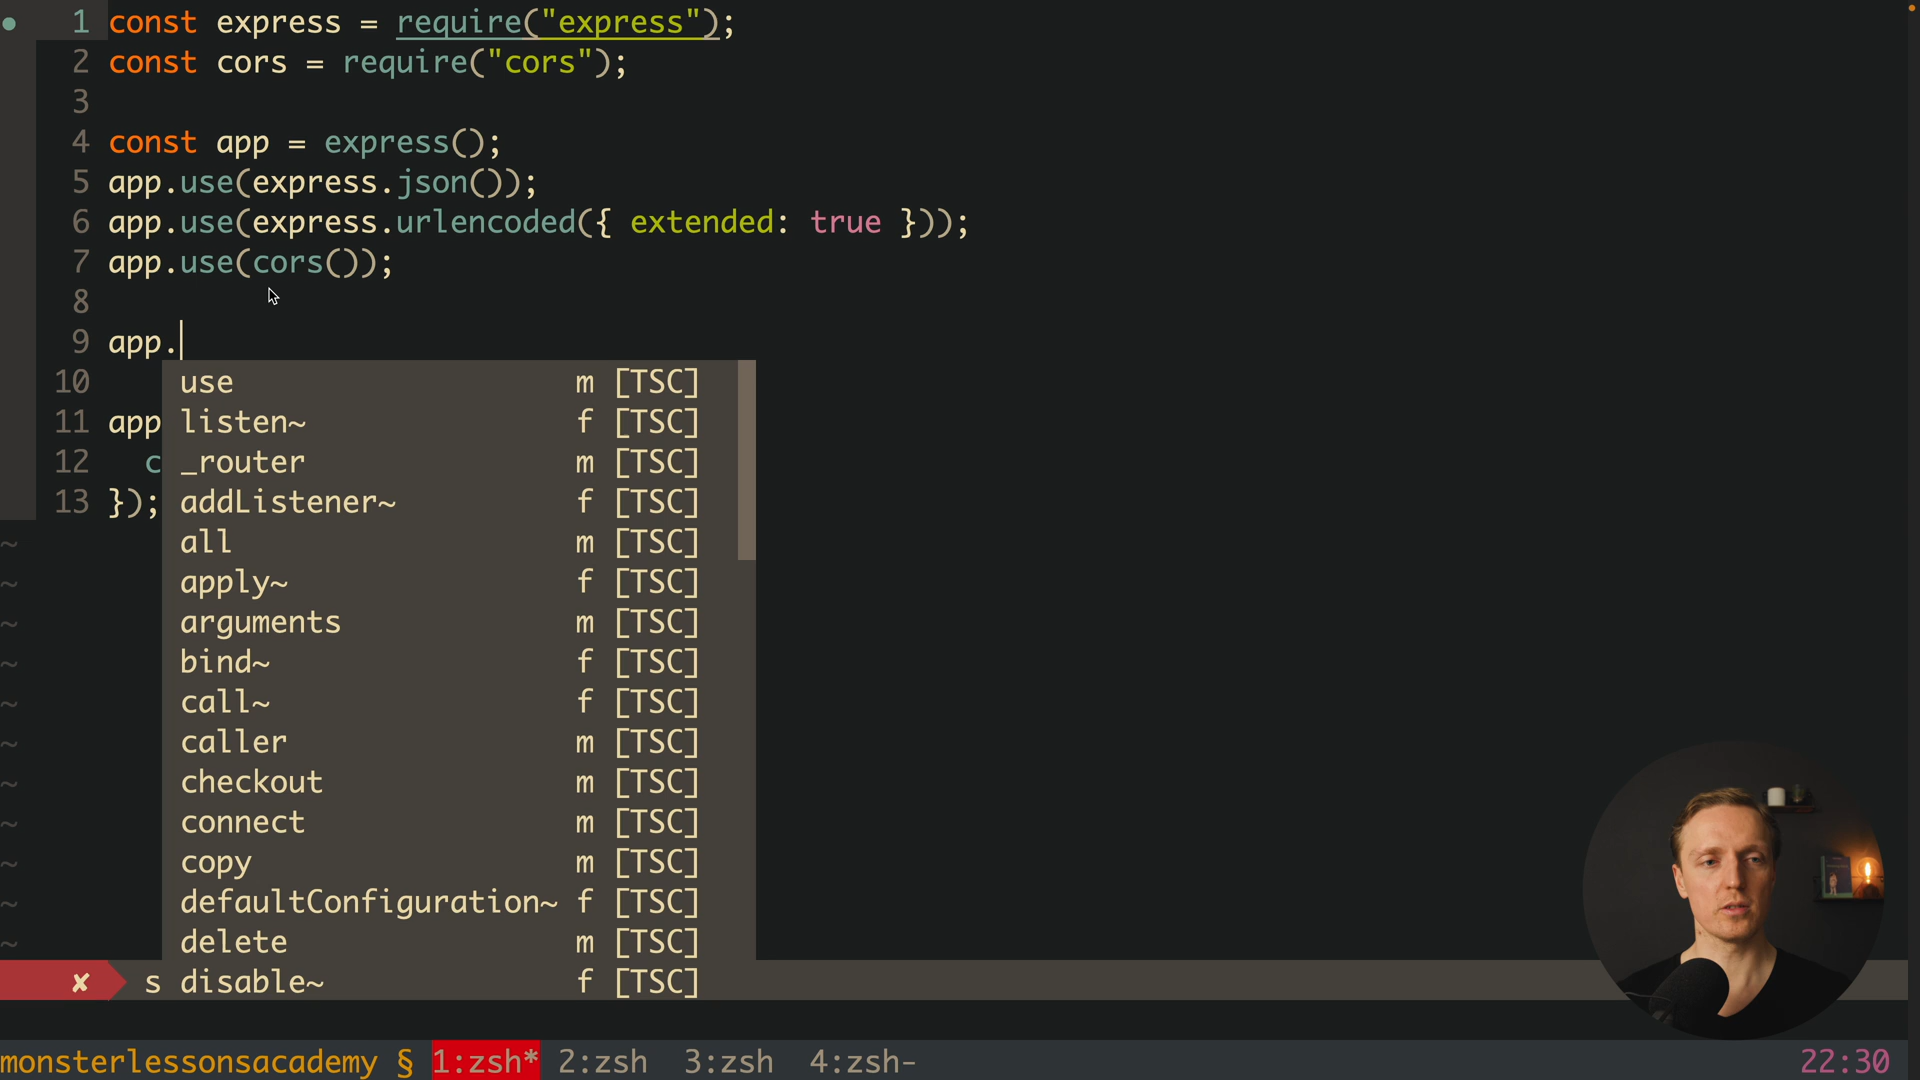 1 const express = require("express");
2 const cors = require("cors");
3
4 const app = express();
5 app.use(express.json());
6 app.use(express.urlencoded({ extended: true }));
7 app.use(cors());
8
9 app.
10 use m [TSC]
11 app listen~ f [TSC]
12 c _router m [TSC]
13 }); addListener~ f [TSC]
~ all m [TSC]
~ apply~ f [TSC]
~ arguments m [TSC]
~ bind~ f [TSC]
~ call~ f [TSC]
~ caller m [TSC]
~ checkout m [TSC]
~ connect m [TSC]
~ copy m [TSC]
~ defaultConfiguration~ f [TSC]
~ delete m [TSC]
✘ s disable~ f [TSC]
monsterlessonsacademy § 1:zsh* 2:zsh 3:zsh 4:zsh- 22:30